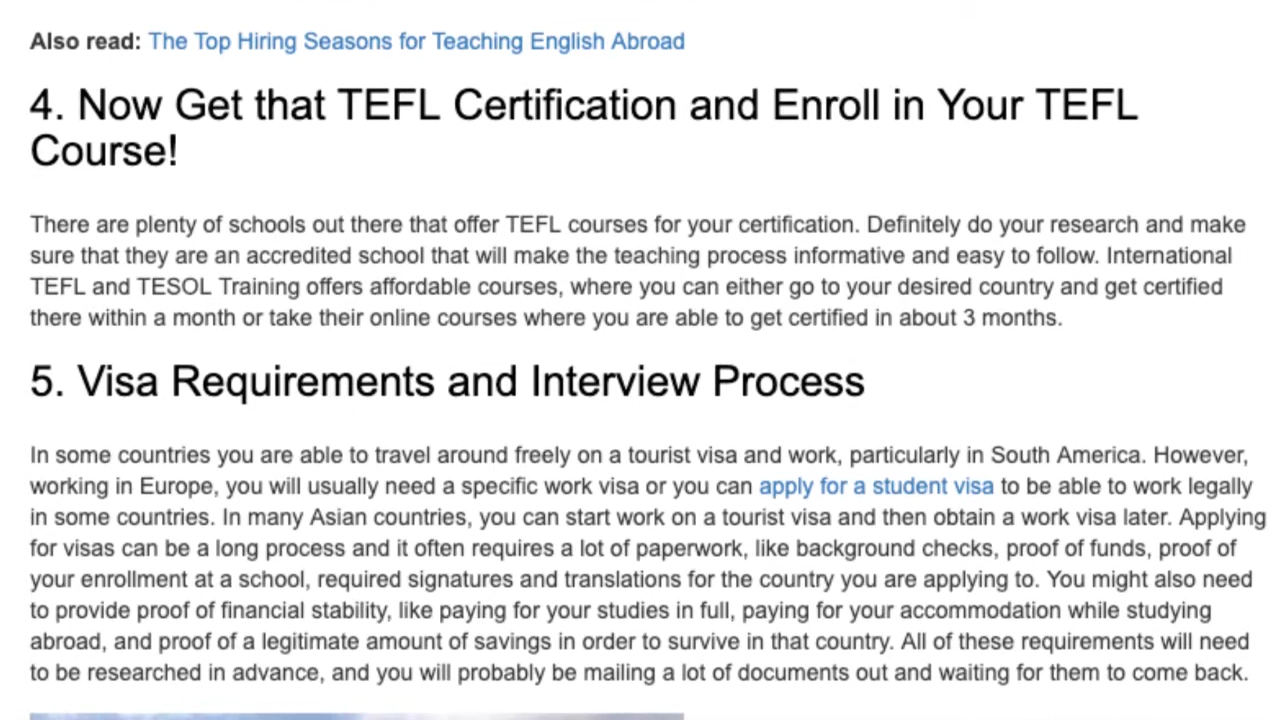 Also read: The Top Hiring Seasons for Teaching English Abroad
4. Now Get that TEFL Certification and Enroll in Your TEFL
Course!
There are plenty of schools out there that offer TEFL courses for your certification. Definitely do your research and make
sure that they are an accredited school that will make the teaching process informative and easy to follow. International
TEFL and TESOL Training offers affordable courses, where you can either go to your desired country and get certified
there within a month or take their online courses where you are able to get certified in about 3 months.
5. Visa Requirements and Interview Process
In some countries you are able to travel around freely on a tourist visa and work, particularly in South America. However,
working in Europe, you will usually need a specific work visa or you can apply for a student visa to be able to work legally
in some countries. In many Asian countries, you can start work on a tourist visa and then obtain a work visa later. Applying
for visas can be a long process and it often requires a lot of paperwork, like background checks, proof of funds, proof of
your enrollment at a school, required signatures and translations for the country you are applying to. You might also need
to provide proof of financial stability, like paying for your studies in full, paying for your accommodation while studying
abroad, and proof of a legitimate amount of savings in order to survive in that country. All of these requirements will need
to be researched in advance, and you will probably be mailing a lot of documents out and waiting for them to come back.